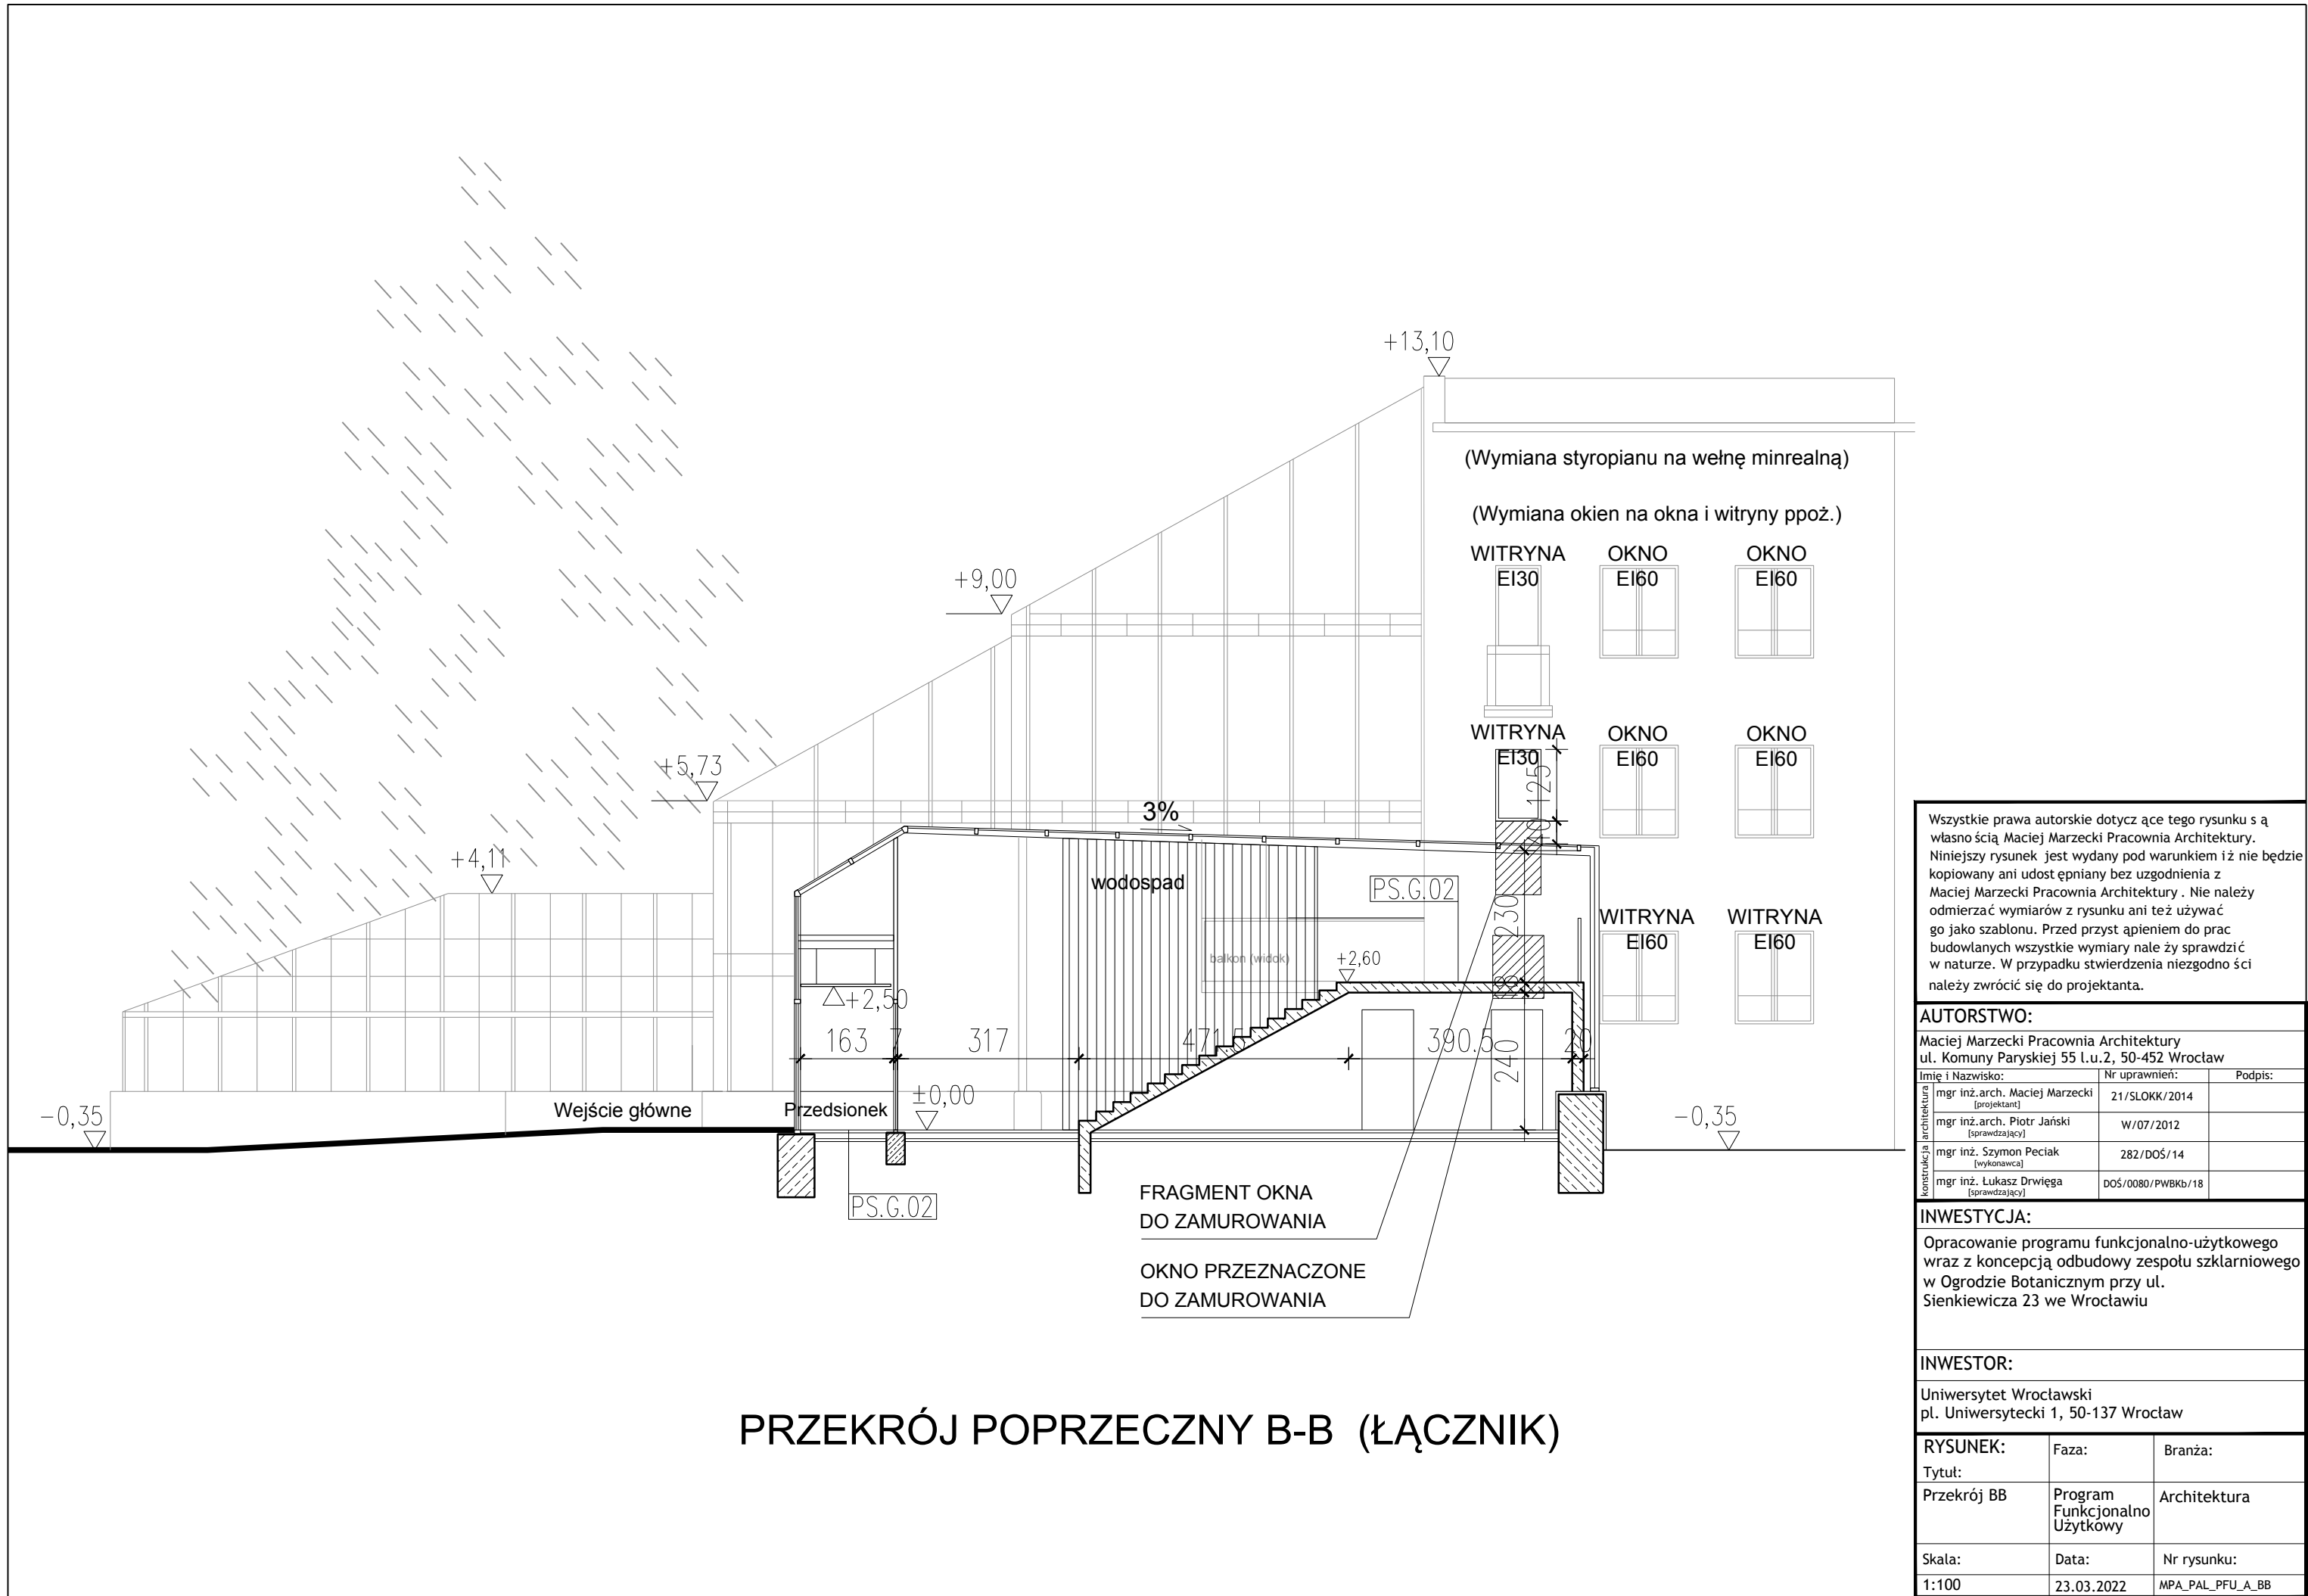 +13,10
(Wymiana styropianu na wełnę minrealną)
(Wymiana okien na okna i witryny ppoż.)
WITRYNA
EI30
OKNO
EI60
OKNO
EI60
+9,00
WITRYNA
EI30
OKNO
EI60
OKNO
EI60
+5,73
125
3%
+4,11
70
wodospad
PS.G.02
230
WITRYNA
EI60
WITRYNA
EI60
balkon (widok)
+2,60
18
+2,50
163
7
317
471.5
390.5
20
240
±0,00
-0,35
Wejście główne
Przedsionek
-0,35
PS.G.02
FRAGMENT OKNA
DO ZAMUROWANIA
OKNO PRZEZNACZONE
DO ZAMUROWANIA
PRZEKRÓJ POPRZECZNY B-B (ŁĄCZNIK)
Wszystkie prawa autorskie dotycz ące tego rysunku s ą
własno ścią Maciej Marzecki Pracownia Architektury.
Niniejszy rysunek jest wydany pod warunkiem iż nie będzie
kopiowany ani udost ępniany bez uzgodnienia z
Maciej Marzecki Pracownia Architektury . Nie należy
odmierzać wymiarów z rysunku ani też używać
go jako szablonu. Przed przyst ąpieniem do prac
budowlanych wszystkie wymiary nale ży sprawdzić
w naturze. W przypadku stwierdzenia niezgodno ści
należy zwrócić się do projektanta.
AUTORSTWO:
Maciej Marzecki Pracownia Architektury
ul. Komuny Paryskiej 55 l.u.2, 50-452 Wrocław
Imię i Nazwisko: Nr uprawnień: Podpis:
architektura
mgr inż.arch. Maciej Marzecki 21/SLOKK/2014
[projektant]
mgr inż.arch. Piotr Jański W/07/2012
[sprawdzający]
konstrukcja
mgr inż. Szymon Peciak 282/DOŚ/14
[wykonawca]
mgr inż. Łukasz Drwięga DOŚ/0080/PWBKb/18
[sprawdzający]
INWESTYCJA:
Opracowanie programu funkcjonalno-użytkowego
wraz z koncepcją odbudowy zespołu szklarniowego
w Ogrodzie Botanicznym przy ul.
Sienkiewicza 23 we Wrocławiu
INWESTOR:
Uniwersytet Wrocławski
pl. Uniwersytecki 1, 50-137 Wrocław
RYSUNEK: Faza: Branża:
Tytuł:
Przekrój BB Program Architektura
Funkcjonalno
Użytkowy
Skala: Data: Nr rysunku:
1:100 23.03.2022 MPA_PAL_PFU_A_BB